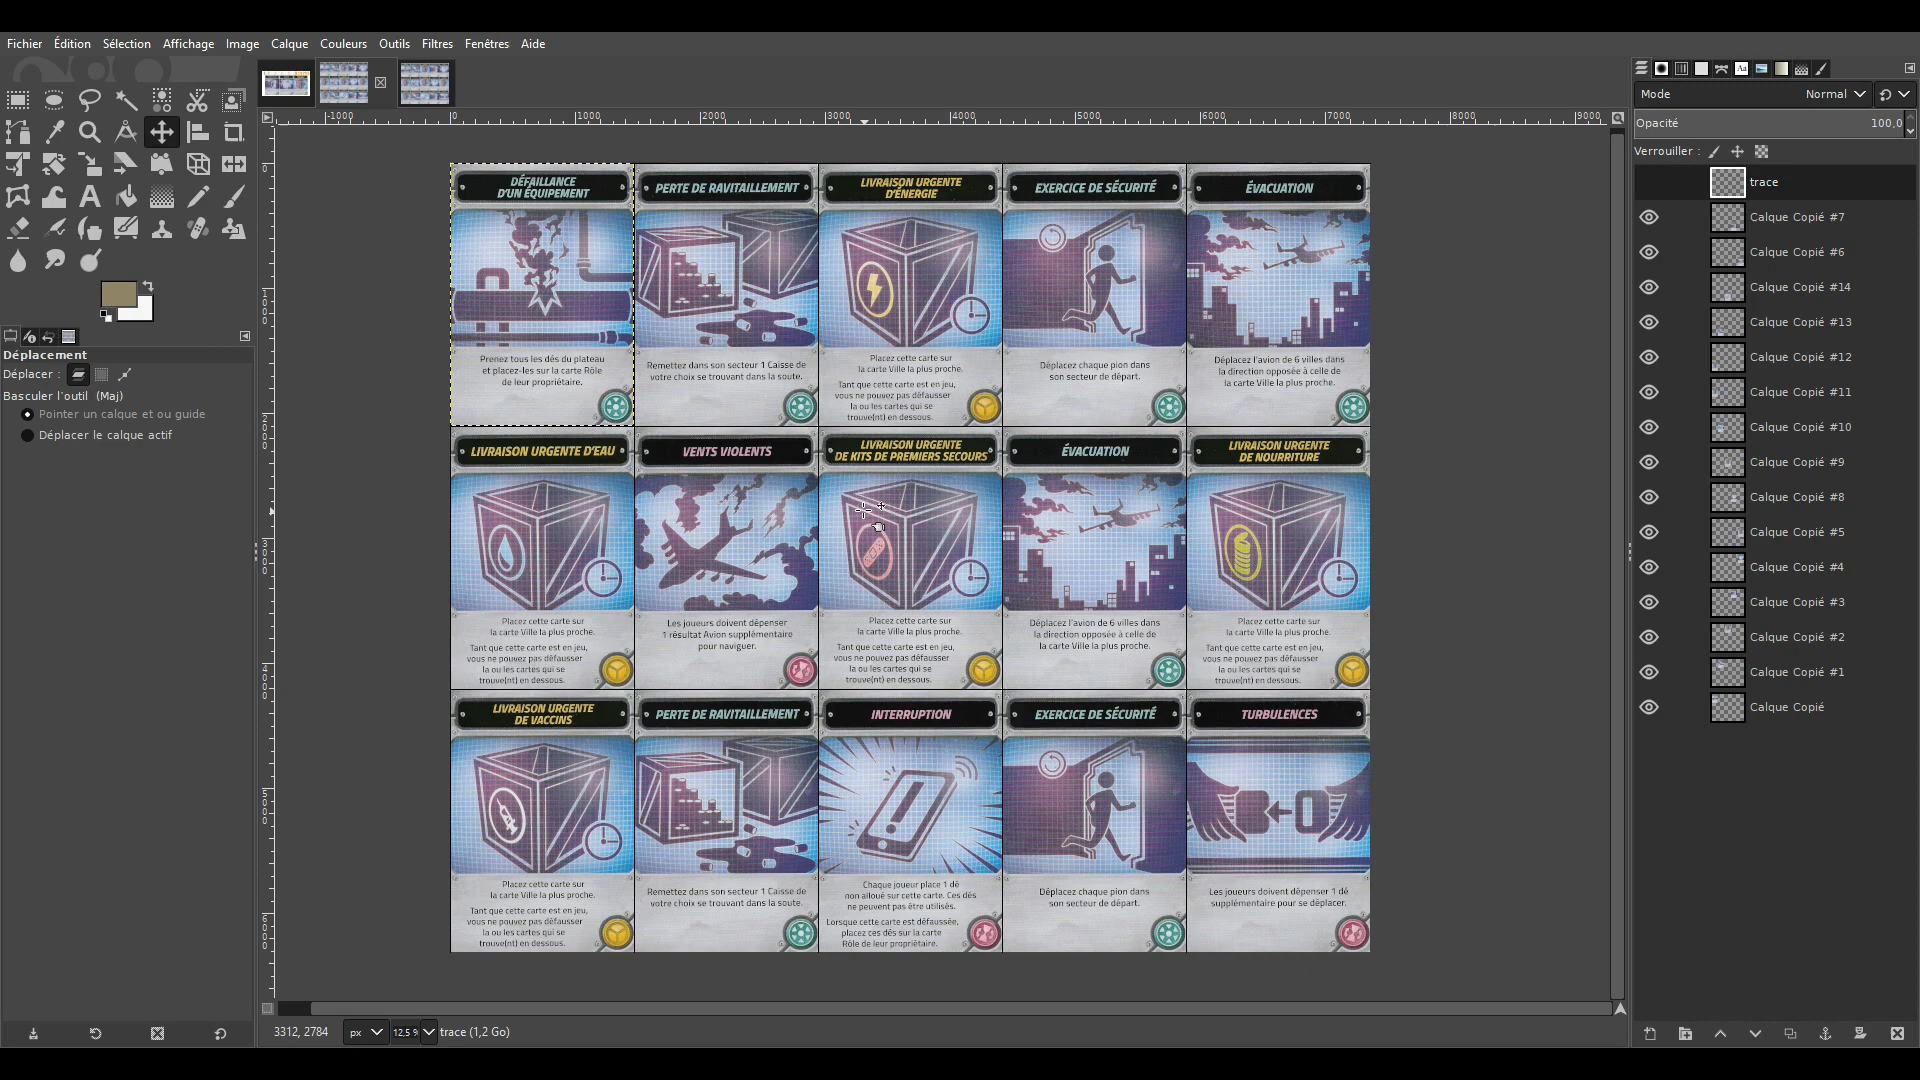 Fichier Édition Sélection Affichage Image Calque Couleurs Outils Filtres Fenêtres Aide
-1000 0 1000 2000 3000 4000 5000 6000 7000 8000 9000
0
1000
2000
3000
4000
5000
6000
Déplacement
Déplacer :
Basculer l'outil (Maj)
Pointer un calque et ou guide
Déplacer le calque actif
DÉFAILLANCE
D'UN ÉQUIPEMENT
Prenez tous les dés du plateau
et placez-les sur la carte Rôle
de leur propriétaire.
PERTE DE RAVITAILLEMENT
Remettez dans son secteur 1 Caisse de
votre choix se trouvant dans la soute.
LIVRAISON URGENTE
D'ÉNERGIE
Placez cette carte sur
la carte Ville la plus proche.
Tant que cette carte est en jeu,
vous ne pouvez pas défausser
la ou les cartes qui se
trouve(nt) en dessous.
EXERCICE DE SÉCURITÉ
Déplacez chaque pion dans
son secteur de départ.
ÉVACUATION
Déplacez l'avion de 6 villes dans
la direction opposée à celle de
la carte Ville la plus proche.
LIVRAISON URGENTE D'EAU
Placez cette carte sur
la carte Ville la plus proche.
Tant que cette carte est en jeu,
vous ne pouvez pas défausser
la ou les cartes qui se
trouve(nt) en dessous.
VENTS VIOLENTS
Les joueurs doivent dépenser
1 résultat Avion supplémentaire
pour naviguer.
LIVRAISON URGENTE
DE KITS DE PREMIERS SECOURS
Placez cette carte sur
la carte Ville la plus proche.
Tant que cette carte est en jeu,
vous ne pouvez pas défausser
la ou les cartes qui se
trouve(nt) en dessous.
ÉVACUATION
Déplacez l'avion de 6 villes dans
la direction opposée à celle de
la carte Ville la plus proche.
LIVRAISON URGENTE
DE NOURRITURE
Placez cette carte sur
la carte Ville la plus proche.
Tant que cette carte est en jeu,
vous ne pouvez pas défausser
la ou les cartes qui se
trouve(nt) en dessous.
LIVRAISON URGENTE
DE VACCINS
Placez cette carte sur
la carte Ville la plus proche.
Tant que cette carte est en jeu,
vous ne pouvez pas défausser
la ou les cartes qui se
trouve(nt) en dessous.
PERTE DE RAVITAILLEMENT
Remettez dans son secteur 1 Caisse de
votre choix se trouvant dans la soute.
INTERRUPTION
Chaque joueur place 1 dé
non alloué sur cette carte. Ces dés
ne peuvent pas être utilisés.
Lorsque cette carte est défaussée,
placez ces dés sur la carte
Rôle de leur propriétaire.
EXERCICE DE SÉCURITÉ
Déplacez chaque pion dans
son secteur de départ.
TURBULENCES
Les joueurs doivent dépenser 1 dé
supplémentaire pour se déplacer.
3312, 2784 px 12,5 % trace (1,2 Go)
Mode Normal
Opacité 100,0
Verrouiller :
trace
Calque Copié #7
Calque Copié #6
Calque Copié #14
Calque Copié #13
Calque Copié #12
Calque Copié #11
Calque Copié #10
Calque Copié #9
Calque Copié #8
Calque Copié #5
Calque Copié #4
Calque Copié #3
Calque Copié #2
Calque Copié #1
Calque Copié